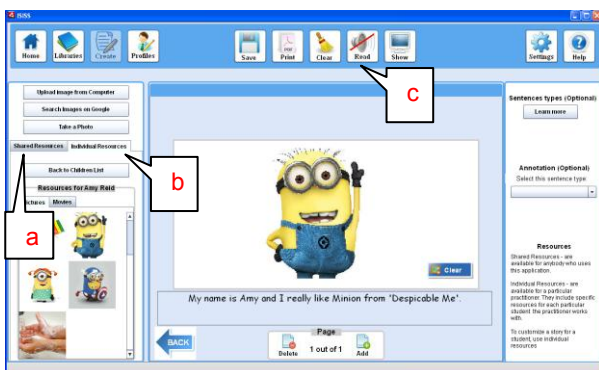 ISISS
Home Libraries Create Profiles Save Print Clear Read Show Settings Help
PDF
c
Upload image from Computer
Search Images on Google
Take a Photo
Shared Resources Individual Resources
Back to Children List
b
Resources for Amy Reid
ictures Movies
a
Clear
My name is Amy and I really like Minion from 'Despicable Me'.
BACK
Page
Delete 1 out of 1 Add
Sentences types (Optional)
Learn more
Annotation (Optional)
Select this sentence type:
Resources
Shared Resources - are
available for anybody who uses
this application.
Individual Resources - are
available for a particular
practitioner. They include specific
resources for each particular
student the practitioner works
with.
To customize a story for a
student, use individual
resources